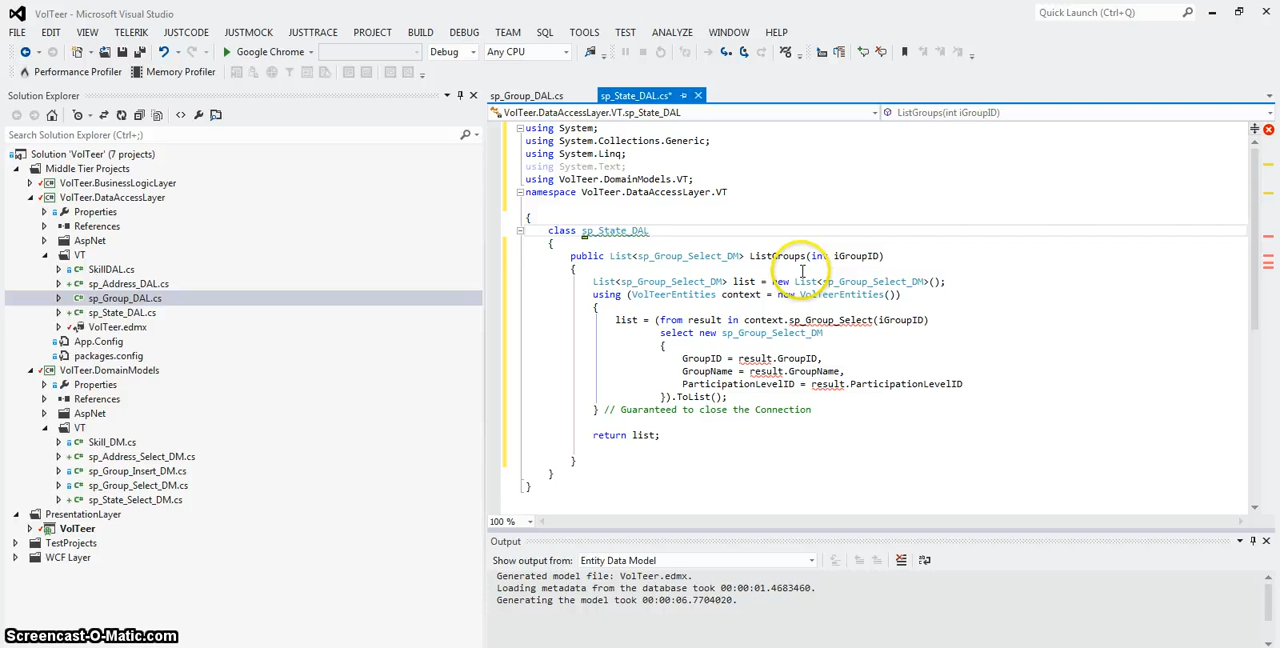 VolTeer - Microsoft Visual Studio
Quick Launch (Ctrl+Q)
FILE EDIT VIEW TELERIK JUSTCODE JUSTMOCK JUSTTRACE PROJECT BUILD DEBUG TEAM SQL TOOLS TEST ANALYZE WINDOW HELP
Google Chrome Debug Any CPU
Performance Profiler Memory Profiler
Solution Explorer
Search Solution Explorer (Ctrl+;)
Solution 'VolTeer' (7 projects)
Middle Tier Projects
VolTeer.BusinessLogicLayer
VolTeer.DataAccessLayer
Properties
References
AspNet
VT
SkillDAL.cs
sp_Address_DAL.cs
sp_Group_DAL.cs
sp_State_DAL.cs
VolTeer.edmx
App.Config
packages.config
VolTeer.DomainModels
Properties
References
AspNet
VT
Skill_DM.cs
sp_Address_Select_DM.cs
sp_Group_Insert_DM.cs
sp_Group_Select_DM.cs
sp_State_Select_DM.cs
PresentationLayer
VolTeer
TestProjects
WCF Layer
sp_Group_DAL.cs sp_State_DAL.cs*
VolTeer.DataAccessLayer.VT.sp_State_DAL ListGroups(int iGroupID)
using System;
using System.Collections.Generic;
using System.Linq;
using System.Text;
using VolTeer.DomainModels.VT;
namespace VolTeer.DataAccessLayer.VT
{
class sp_State_DAL
{
public List<sp_Group_Select_DM> ListGroups(int iGroupID)
{
List<sp_Group_Select_DM> list = new List<sp_Group_Select_DM>();
using (VolTeerEntities context = new VolTeerEntities())
{
list = (from result in context.sp_Group_Select(iGroupID)
select new sp_Group_Select_DM
{
GroupID = result.GroupID,
GroupName = result.GroupName,
ParticipationLevelID = result.ParticipationLevelID
}).ToList();
} // Guaranteed to close the Connection
return list;
}
}
}
100 %
Output
Show output from: Entity Data Model
Generated model file: VolTeer.edmx.
Loading metadata from the database took 00:00:01.4683460.
Generating the model took 00:00:06.7704020.
Screencast-O-Matic.com